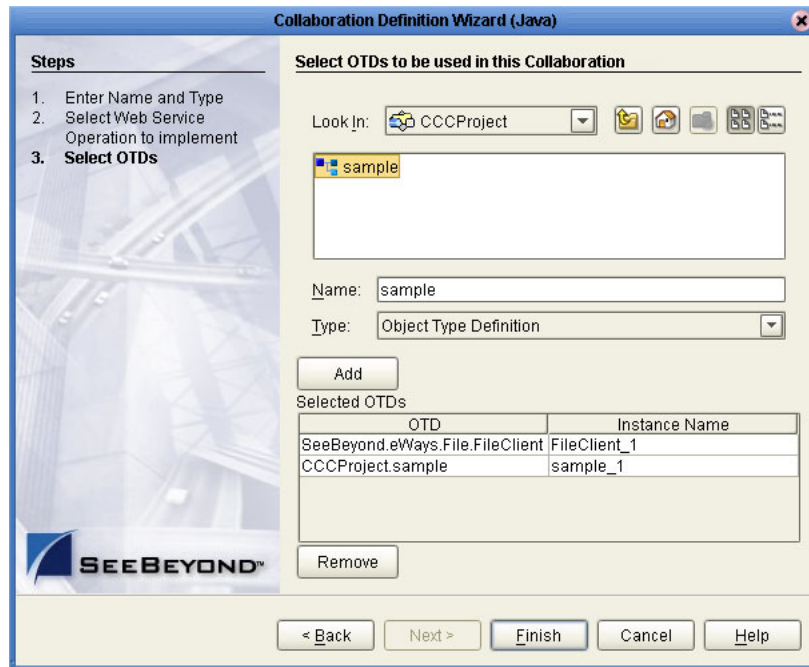 Collaboration Definition Wizard (Java)
Steps
1. Enter Name and Type
2. Select Web Service
Operation to implement
3. Select OTDs
Select OTDs to be used in this Collaboration
Look In: CCCProject
sample
Name: sample
Type: Object Type Definition
Add
Selected OTDs
OTD Instance Name
SeeBeyond.eWays.File.FileClient FileClient_1
CCCProject.sample sample_1
Remove
SEEBEYOND™
< Back Next > Finish Cancel Help